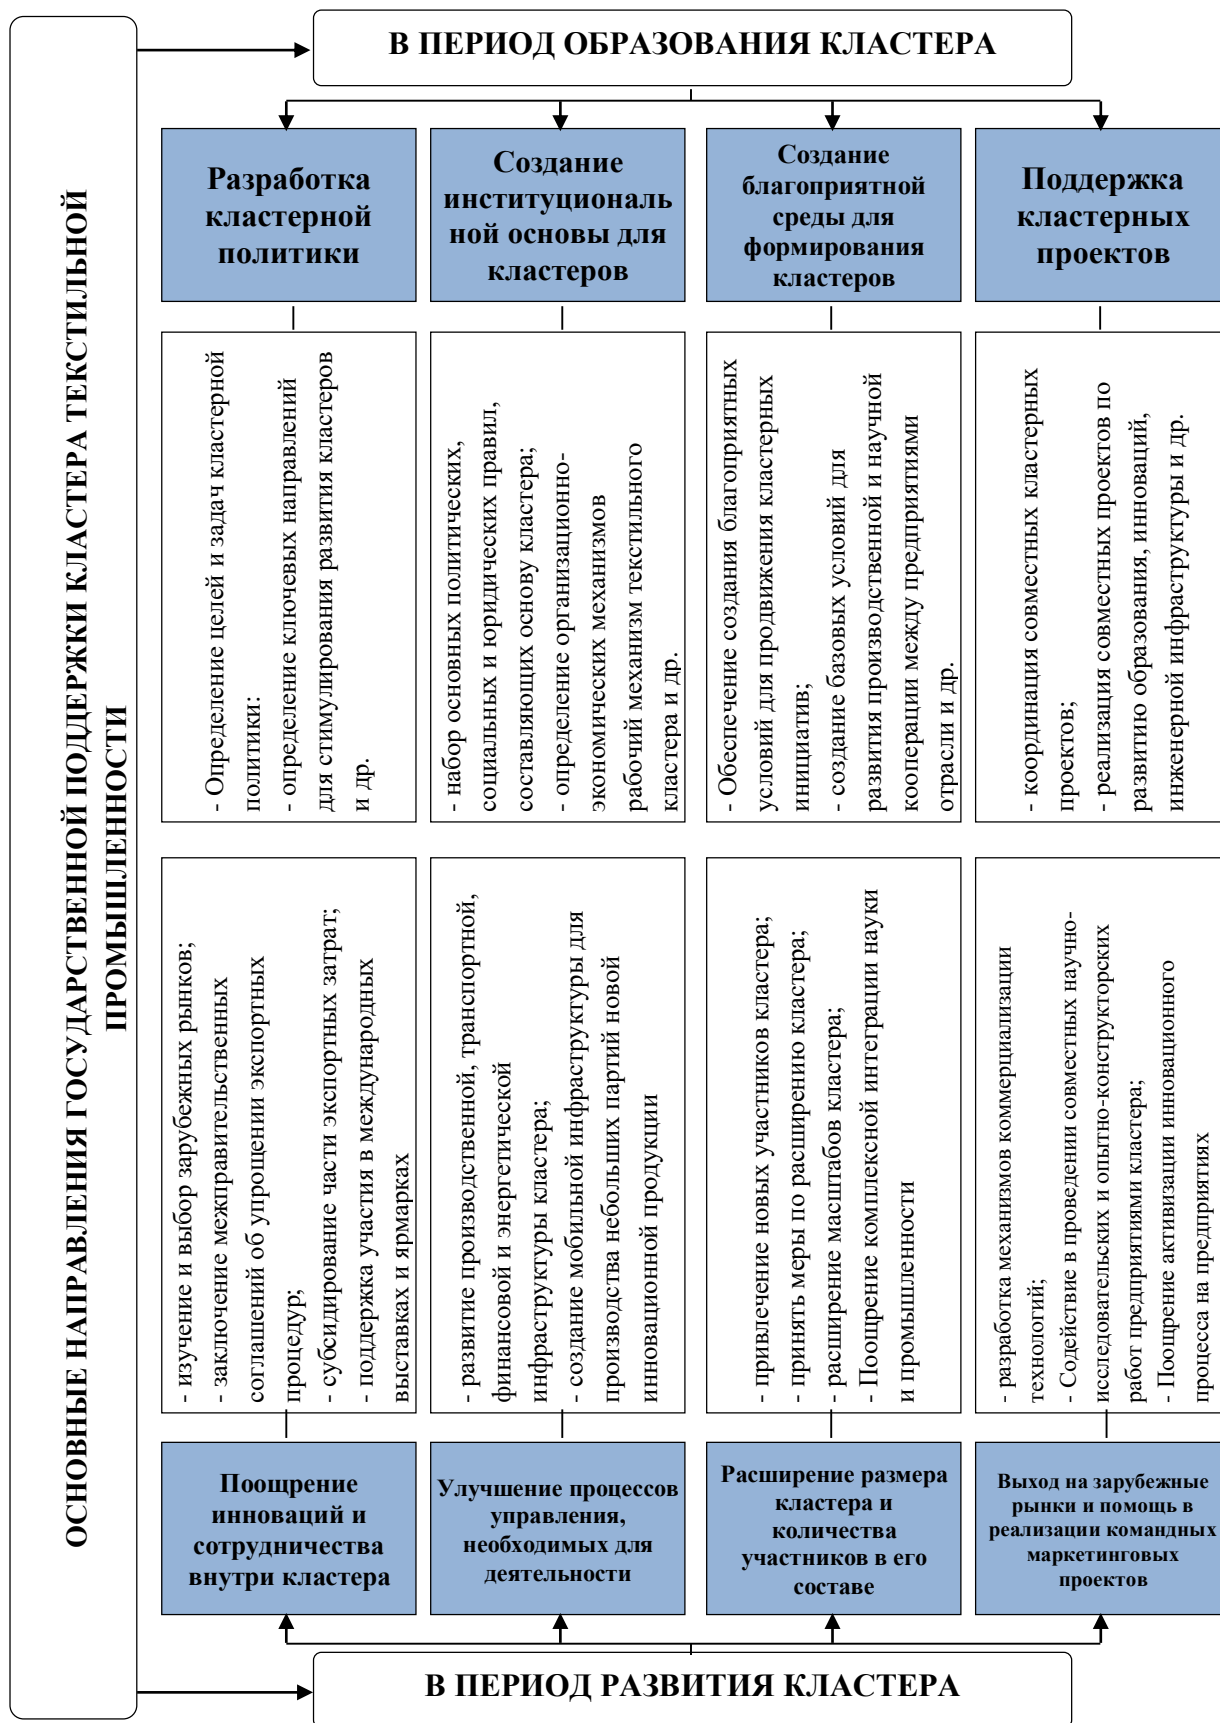 ОСНОВНЫЕ НАПРАВЛЕНИЯ ГОСУДАРСТВЕННОЙ ПОДДЕРЖКИ КЛАСТЕРА ТЕКСТИЛЬНОЙ
ПРОМЫШЛЕННОСТИ
В ПЕРИОД ОБРАЗОВАНИЯ КЛАСТЕРА
Разработка
кластерной
политики
Создание
институциональ
ной основы для
кластеров
Создание
благоприятной
среды для
формирования
кластеров
Поддержка
кластерных
проектов
- Определение целей и задач кластерной
политики:
- определение ключевых направлений
для стимулирования развития кластеров
и др.
- набор основных политических,
социальных и юридических правил,
составляющих основу кластера;
- определение организационно-
экономических механизмов
рабочий механизм текстильного
кластера и др.
- Обеспечение создания благоприятных
условий для продвижения кластерных
инициатив;
- создание базовых условий для
развития производственной и научной
кооперации между предприятиями
отрасли и др.
- координация совместных кластерных
проектов;
- реализация совместных проектов по
развитию образования, инноваций,
инженерной инфраструктуры и др.
- изучение и выбор зарубежных рынков;
- заключение межправительственных
соглашений об упрощении экспортных
процедур;
- субсидирование части экспортных затрат;
- поддержка участия в международных
выставках и ярмарках
- развитие производственной, транспортной,
финансовой и энергетической
инфраструктуры кластера;
- создание мобильной инфраструктуры для
производства небольших партий новой
инновационной продукции
- привлечение новых участников кластера;
- принять меры по расширению кластера;
- расширение масштабов кластера;
- Поощрение комплексной интеграции науки
и промышленности
- разработка механизмов коммерциализации
технологий;
- Содействие в проведении совместных научно-
исследовательских и опытно-конструкторских
работ предприятиями кластера;
- Поощрение активизации инновационного
процесса на предприятиях
Поощрение
инноваций и
сотрудничества
внутри кластера
Улучшение процессов
управления,
необходимых для
деятельности
Расширение размера
кластера и
количества
участников в его
составе
Выход на зарубежные
рынки и помощь в
реализации командных
маркетинговых
проектов
В ПЕРИОД РАЗВИТИЯ КЛАСТЕРА